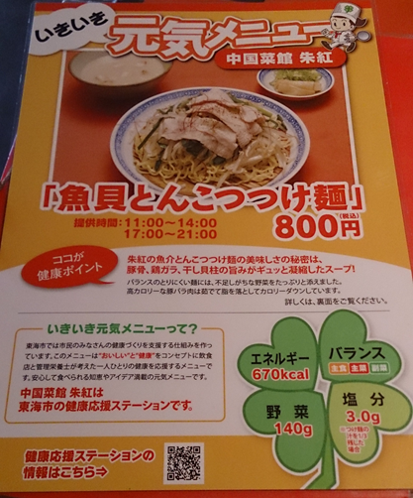 いきいき
元気メニュー
中国菜館 朱紅
「魚貝とんこつつけ麵」
提供時間：11:00〜14:00
17:00〜21:00
800円(税込)
ココが
健康ポイント
朱紅の魚介とんこつつけ麵の美味しさの秘密は、
豚骨、鶏ガラ、干し貝柱の旨みがギュッと凝縮したスープ!
バランスのとりにくい麵には、不足しがちな野菜をたっぷりと添えました。
高カロリーな豚バラ肉は茹でて脂を落としてカロリーダウンしています。
詳しくは、裏面をご覧ください。
いきいき元気メニューって?
東海市では市民のみなさんの健康づくりを支援する仕組みを作っ
ています。このメニューは"おいしい"と"健康"をコンセプトに飲食
店と管理栄養士が考えた一人ひとりの健康を応援するメニューで
す。安心して食べられる知恵やアイデア満載の元気メニューです。
中国菜館 朱紅は
東海市の健康応援ステーションです。
健康応援ステーションの
情報はこちら⇒
エネルギー
670kcal
バランス
主食 主菜 副菜
野菜
140g
塩分
3.0g